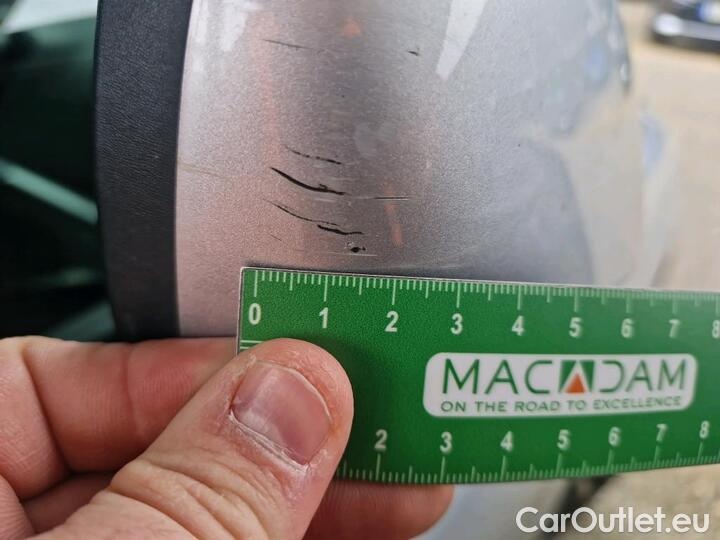 0 1 2 3 4 5 6 7 8
MACADAM
ON THE ROAD TO EXCELLENCE
2 3 4 5 6 7 8
CarOutlet.eu